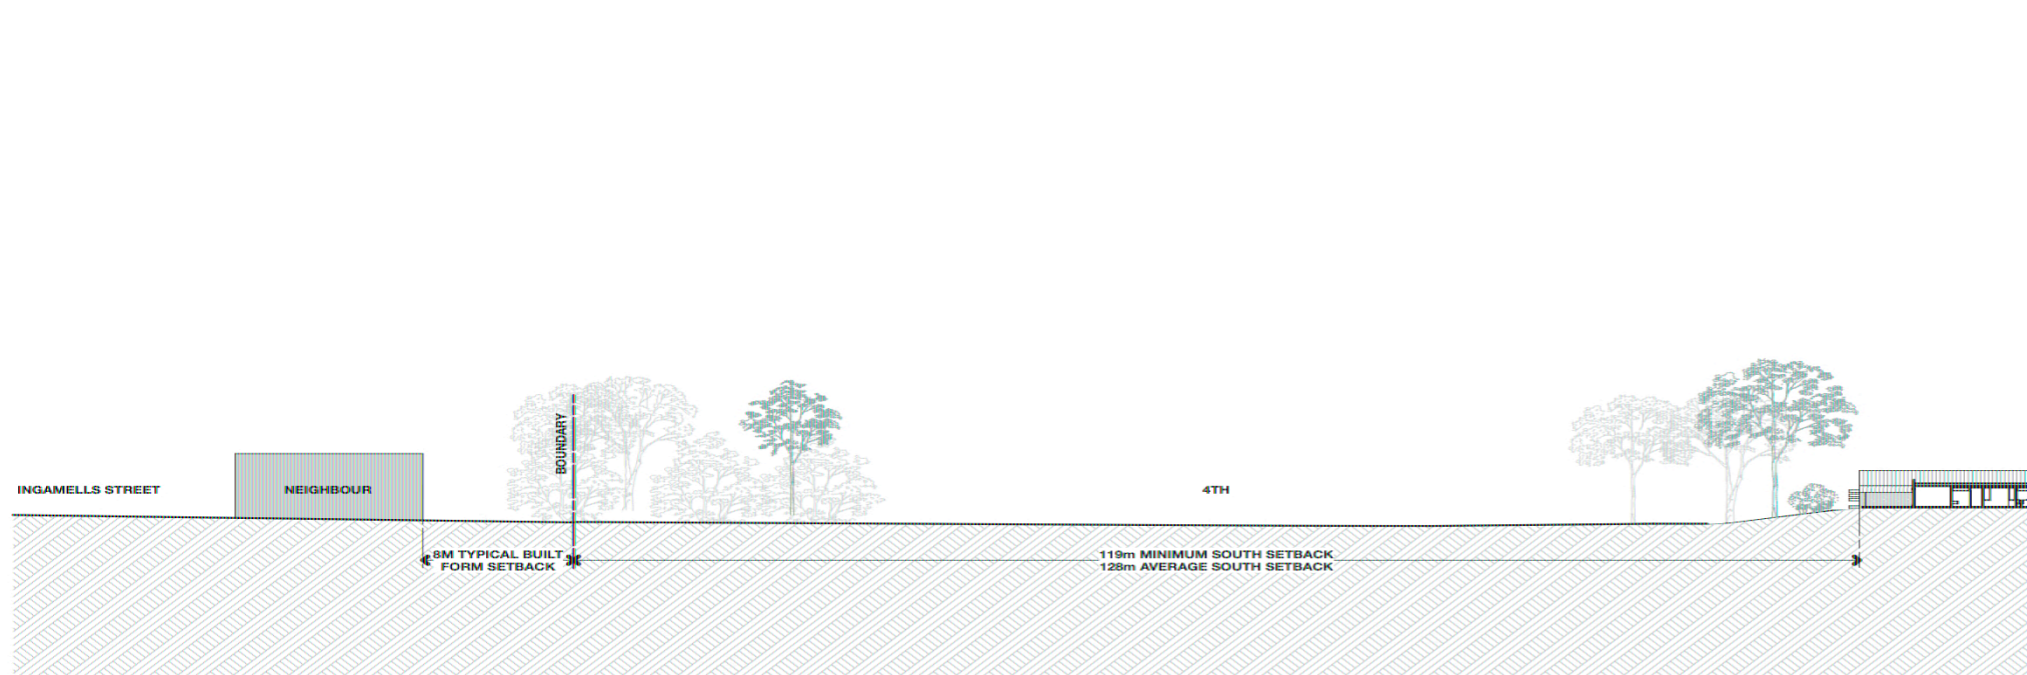 BOUNDARY
INGAMELLS STREET
NEIGHBOUR
4TH
8M TYPICAL BUILT
FORM SETBACK
119m MINIMUM SOUTH SETBACK
128m AVERAGE SOUTH SETBACK